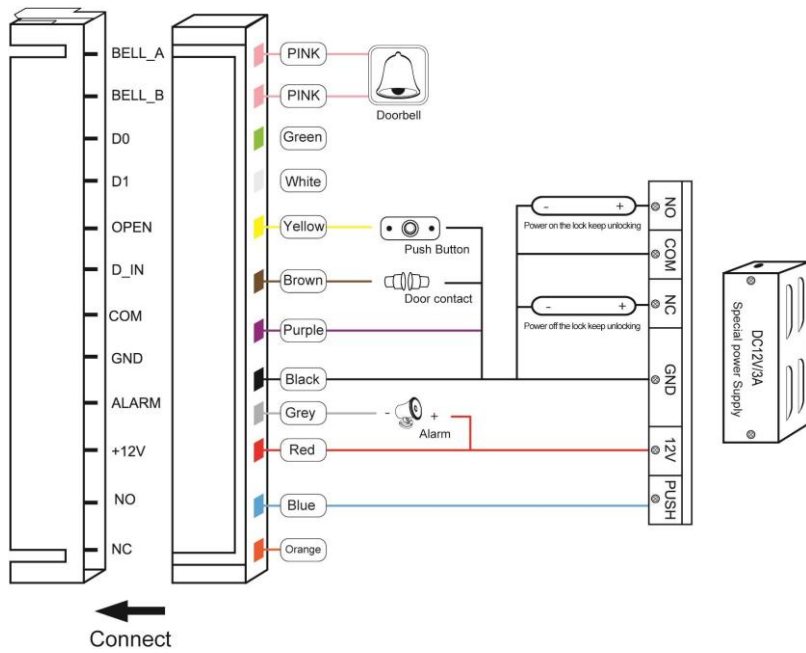 BELL_A
BELL_B
D0
D1
OPEN
D_IN
COM
GND
ALARM
+12V
NO
NC
Connect
PINK
PINK
Green
White
Yellow
Brown
Purple
Black
Grey
Red
Blue
Orange
Doorbell
Push Button
Door contact
- +
Alarm
- +
Power on the lock keep unlocking
- +
Power off the lock keep unlocking
NO
COM
NC
GND
12V
PUSH
DC12V/3A
Special power Supply